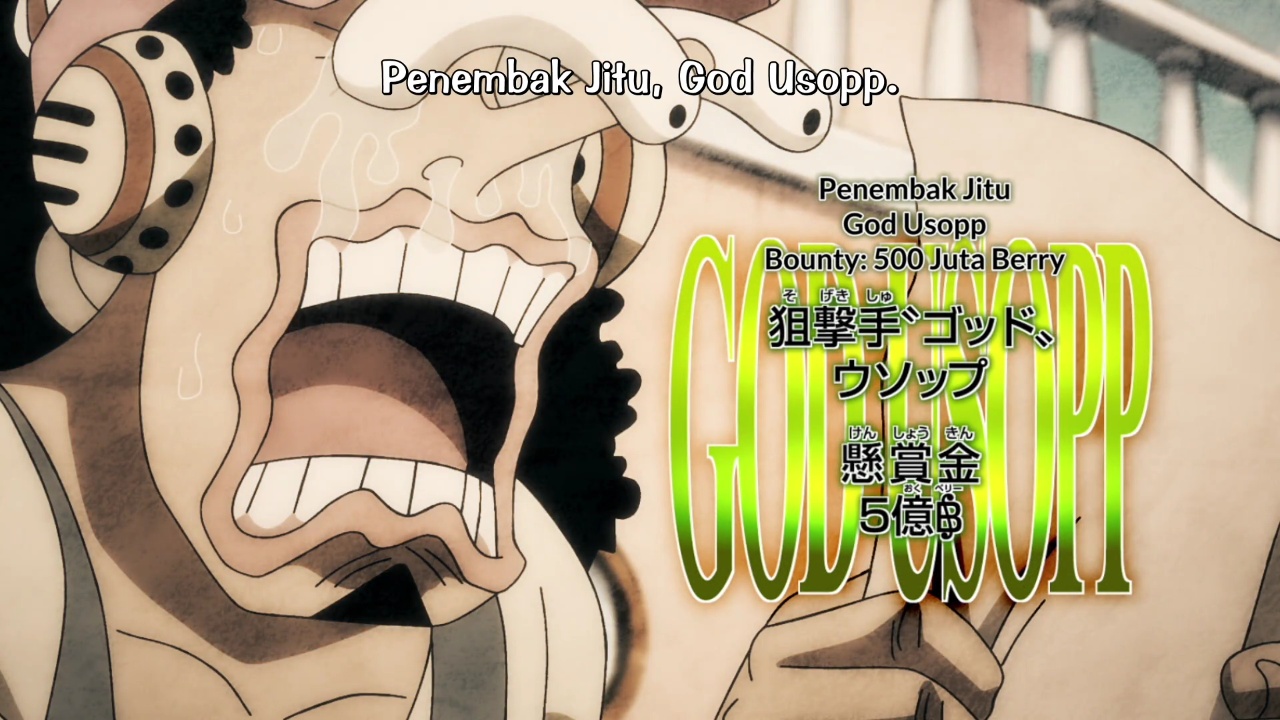 Penembak Jitu, God Usopp.
Penembak Jitu
God Usopp
Bounty: 500 Juta Berry
GOD USOPP
そ げき しゅ
狙撃手〝ゴッド〟
ウソップ
けん しょう きん
懸賞金
おく ベリー
5億฿